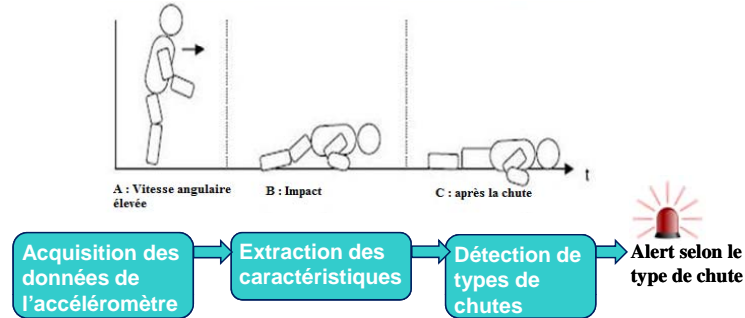 t
A : Vitesse angulaire
élevée
B : Impact
C : après la chute
Acquisition des
données de
l'accéléromètre
Extraction des
caractéristiques
Détection de
types de
chutes
Alert selon le
type de chute